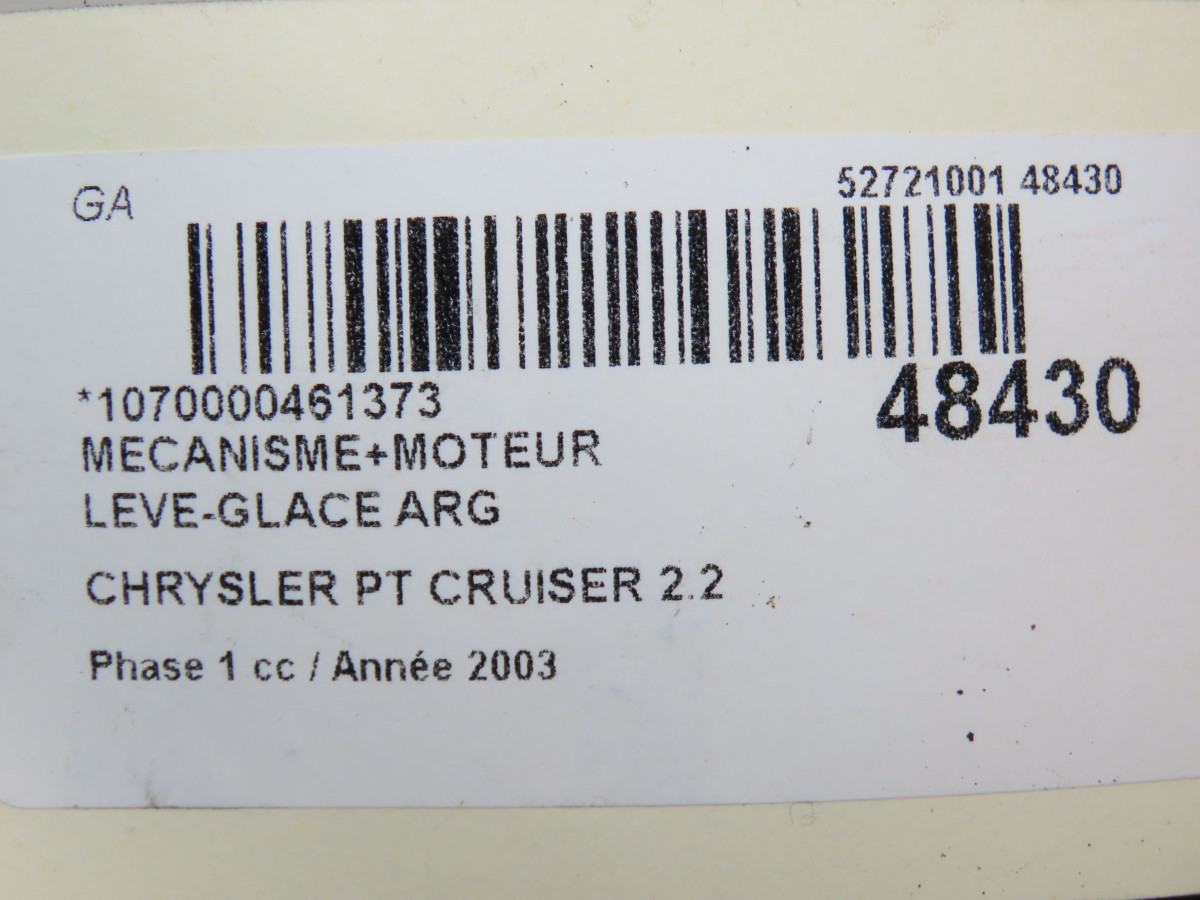 GA
52721001 48430
*1070000461373
48430
MECANISME+MOTEUR
LEVE-GLACE ARG
CHRYSLER PT CRUISER 2.2
Phase 1 cc / Année 2003